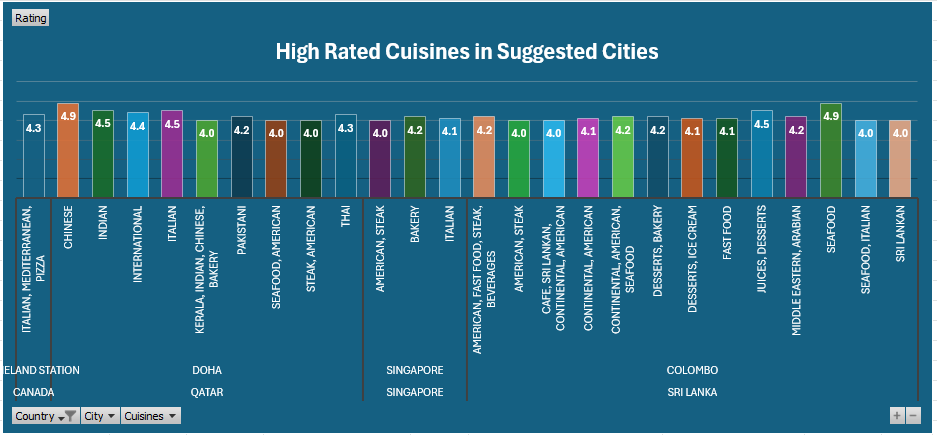 Rating
High Rated Cuisines in Suggested Cities
4.3
4.9
4.5
4.4
4.5
4.0
4.2
4.0
4.0
4.3
4.0
4.2
4.1
4.2
4.0
4.0
4.1
4.2
4.2
4.1
4.1
4.5
4.2
4.9
4.0
4.0
ITALIAN, MEDITERRANEAN,
PIZZA
CHINESE
INDIAN
INTERNATIONAL
ITALIAN
KERALA, INDIAN, CHINESE,
BAKERY
PAKISTANI
SEAFOOD, AMERICAN
STEAK, AMERICAN
THAI
AMERICAN, STEAK
BAKERY
ITALIAN
AMERICAN, FAST FOOD, STEAK,
BEVERAGES
AMERICAN, STEAK
CAFE, SRI LANKAN,
CONTINENTAL, AMERICAN
CONTINENTAL, AMERICAN
CONTINENTAL, AMERICAN,
SEAFOOD
DESSERTS, BAKERY
DESSERTS, ICE CREAM
FAST FOOD
JUICES, DESSERTS
MIDDLE EASTERN, ARABIAN
SEAFOOD
SEAFOOD, ITALIAN
SRI LANKAN
ELAND STATION
DOHA
SINGAPORE
COLOMBO
CANADA
QATAR
SINGAPORE
SRI LANKA
Country
City
Cuisines
+
−